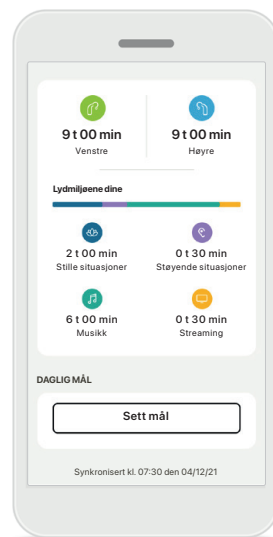 9 t 00 min
9 t 00 min
Venstre
Høyre
Lydmiljøene dine
2 t 00 min
0 t 30 min
Stille situasjoner
Støyende situasjoner
6 t 00 min
0 t 30 min
Musikk
Streaming
DAGLIG MÅL
Sett mål
Synkronisert kl. 07:30 den 04/12/21